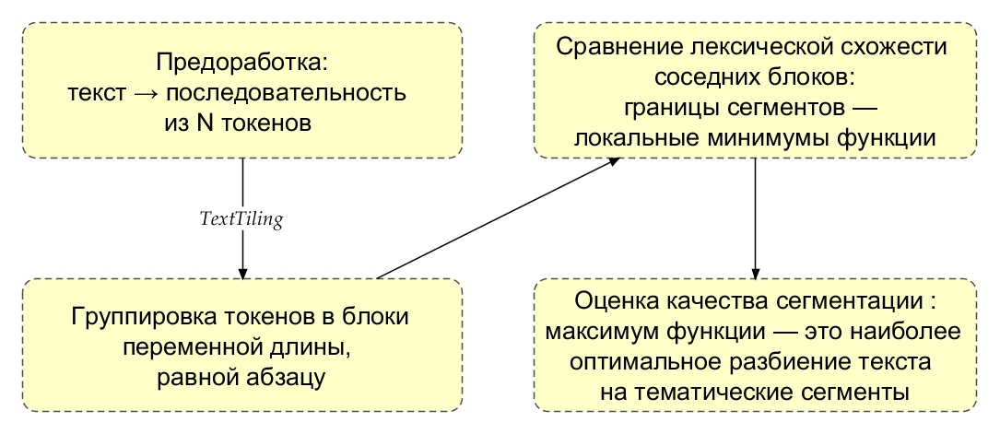 Предоработка:
текст → последовательность
из N токенов
TextTiling
Группировка токенов в блоки
переменной длины,
равной абзацу
Сравнение лексической схожести
соседних блоков:
границы сегментов —
локальные минимумы функции
Оценка качества сегментации :
максимум функции — это наиболее
оптимальное разбиение текста
на тематические сегменты